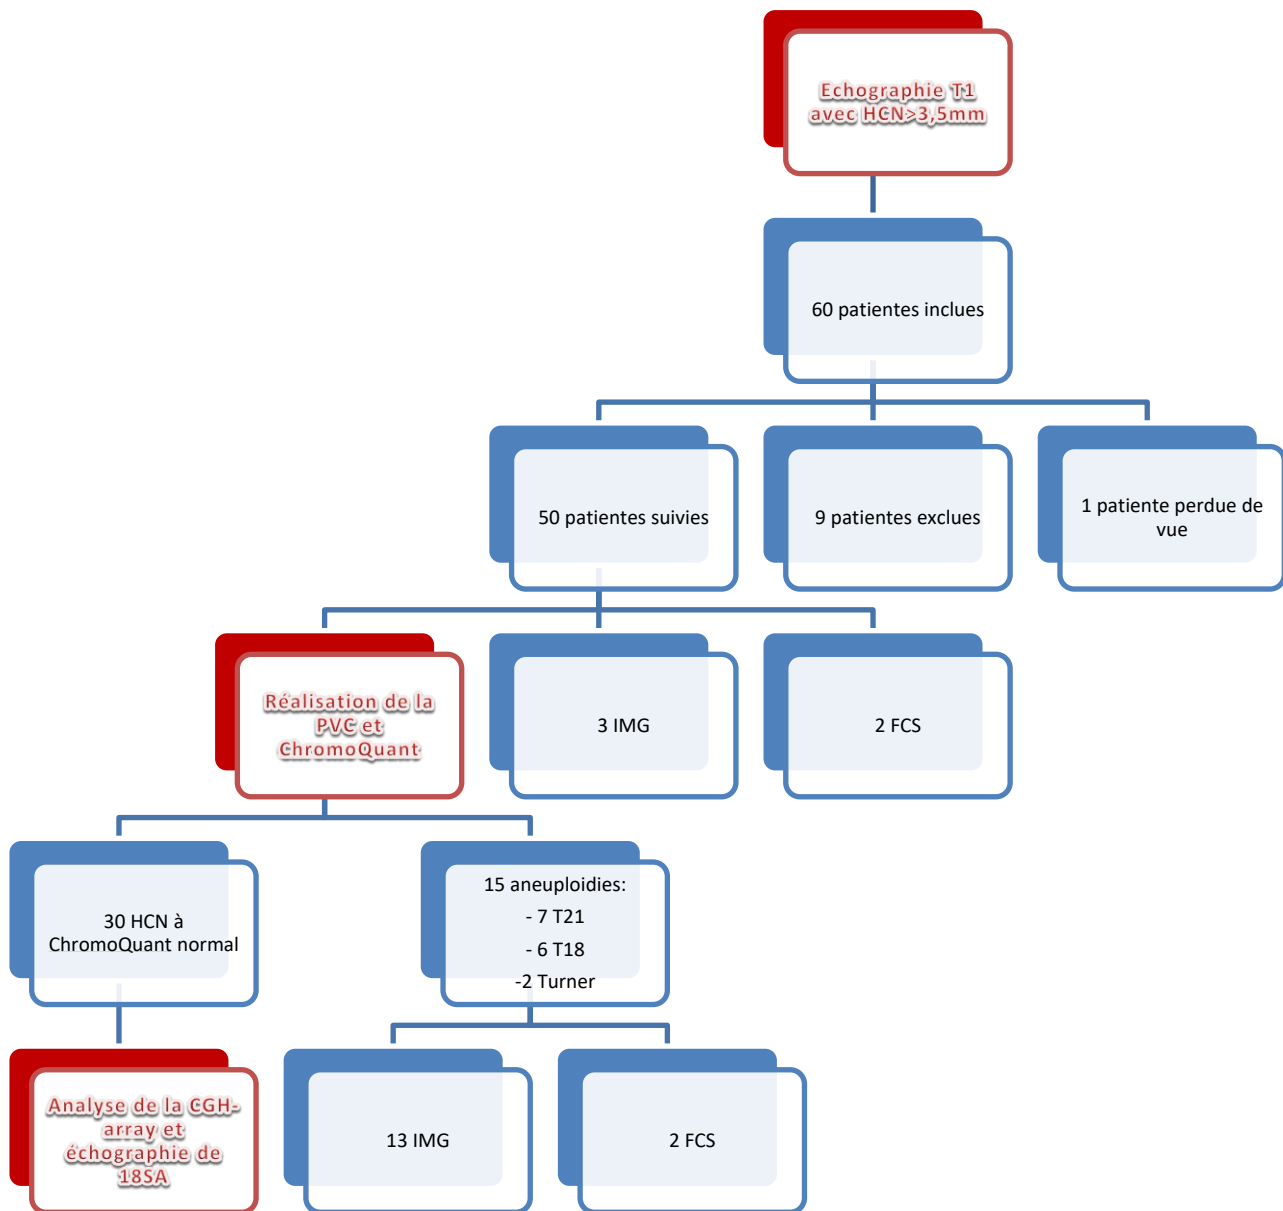 Echographie T1
avec HCN>3,5mm
60 patientes inclues
50 patientes suivies
9 patientes exclues
1 patiente perdue de
vue
Réalisation de la
PVC et
ChromoQuant
3 IMG
2 FCS
30 HCN à
ChromoQuant normal
15 aneuploidies:
- 7 T21
- 6 T18
-2 Turner
Analyse de la CGH-
array et
échographie de
18SA
13 IMG
2 FCS